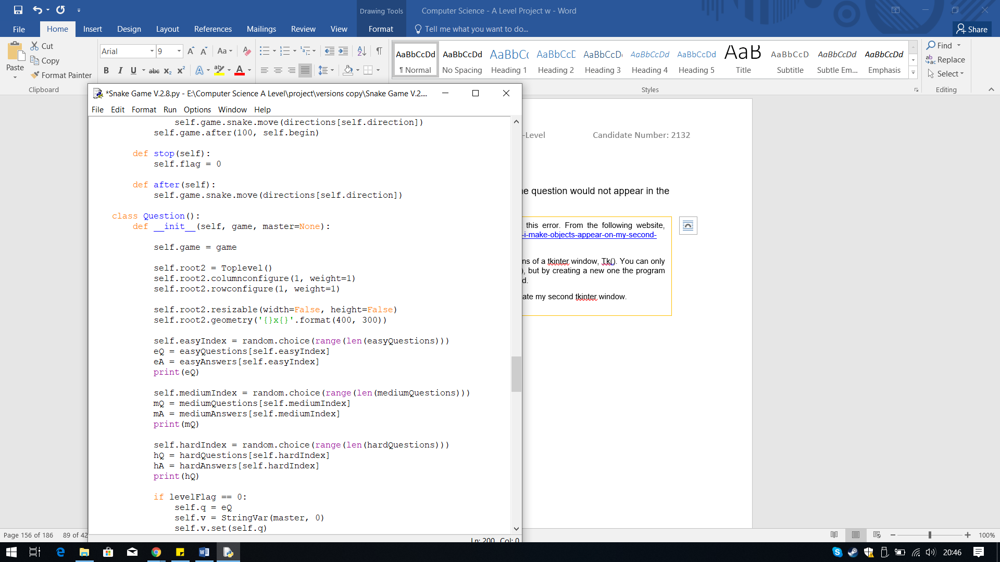 Drawing Tools
Computer Science - A Level Project w - Word
File Home Insert Design Layout References Mailings Review View Format Tell me what you want to do... Share
Paste
Cut
Copy
Format Painter
Clipboard
Arial 9
Aa
B I U abc x2 x2 A A
AaBbCcDd AaBbCcDd AaBbC AaBbCcD AaBbCcD AaBbCcDd AaBbCcDd AaB AaBbCcD AaBbCcDd AaBbCcDd
¶ Normal No Spacing Heading 1 Heading 2 Heading 3 Heading 4 Heading 5 Title Subtitle Subtle Em... Emphasis
Styles
Find
Replace
Select
Editing
*Snake Game V.2.8.py - E:\Computer Science A Level\project\versions copy\Snake Game V.2....
File Edit Format Run Options Window Help
self.game.snake.move(directions[self.direction])
self.game.after(100, self.begin)
def stop(self):
self.flag = 0
def after(self):
self.game.snake.move(directions[self.direction])
class Question():
def __init__(self, game, master=None):
self.game = game
self.root2 = Toplevel()
self.root2.columnconfigure(1, weight=1)
self.root2.rowconfigure(1, weight=1)
self.root2.resizable(width=False, height=False)
self.root2.geometry('{}x{}'.format(400, 300))
self.easyIndex = random.choice(range(len(easyQuestions)))
eQ = easyQuestions[self.easyIndex]
eA = easyAnswers[self.easyIndex]
print(eQ)
self.mediumIndex = random.choice(range(len(mediumQuestions)))
mQ = mediumQuestions[self.mediumIndex]
mA = mediumAnswers[self.mediumIndex]
print(mQ)
self.hardIndex = random.choice(range(len(hardQuestions)))
hQ = hardQuestions[self.hardIndex]
hA = hardAnswers[self.hardIndex]
print(hQ)
if levelFlag == 0:
self.q = eQ
self.v = StringVar(master, 0)
self.v.set(self.q)
Ln: 200 Col: 0
-Level Candidate Number: 2132
e question would not appear in the
this error. From the following website,
-i-make-objects-appear-on-my-second-
ns of a tkinter window, Tk(). You can only
), but by creating a new one the program
d.
ate my second tkinter window.
Page 156 of 186 89 of 42
100%
20:46